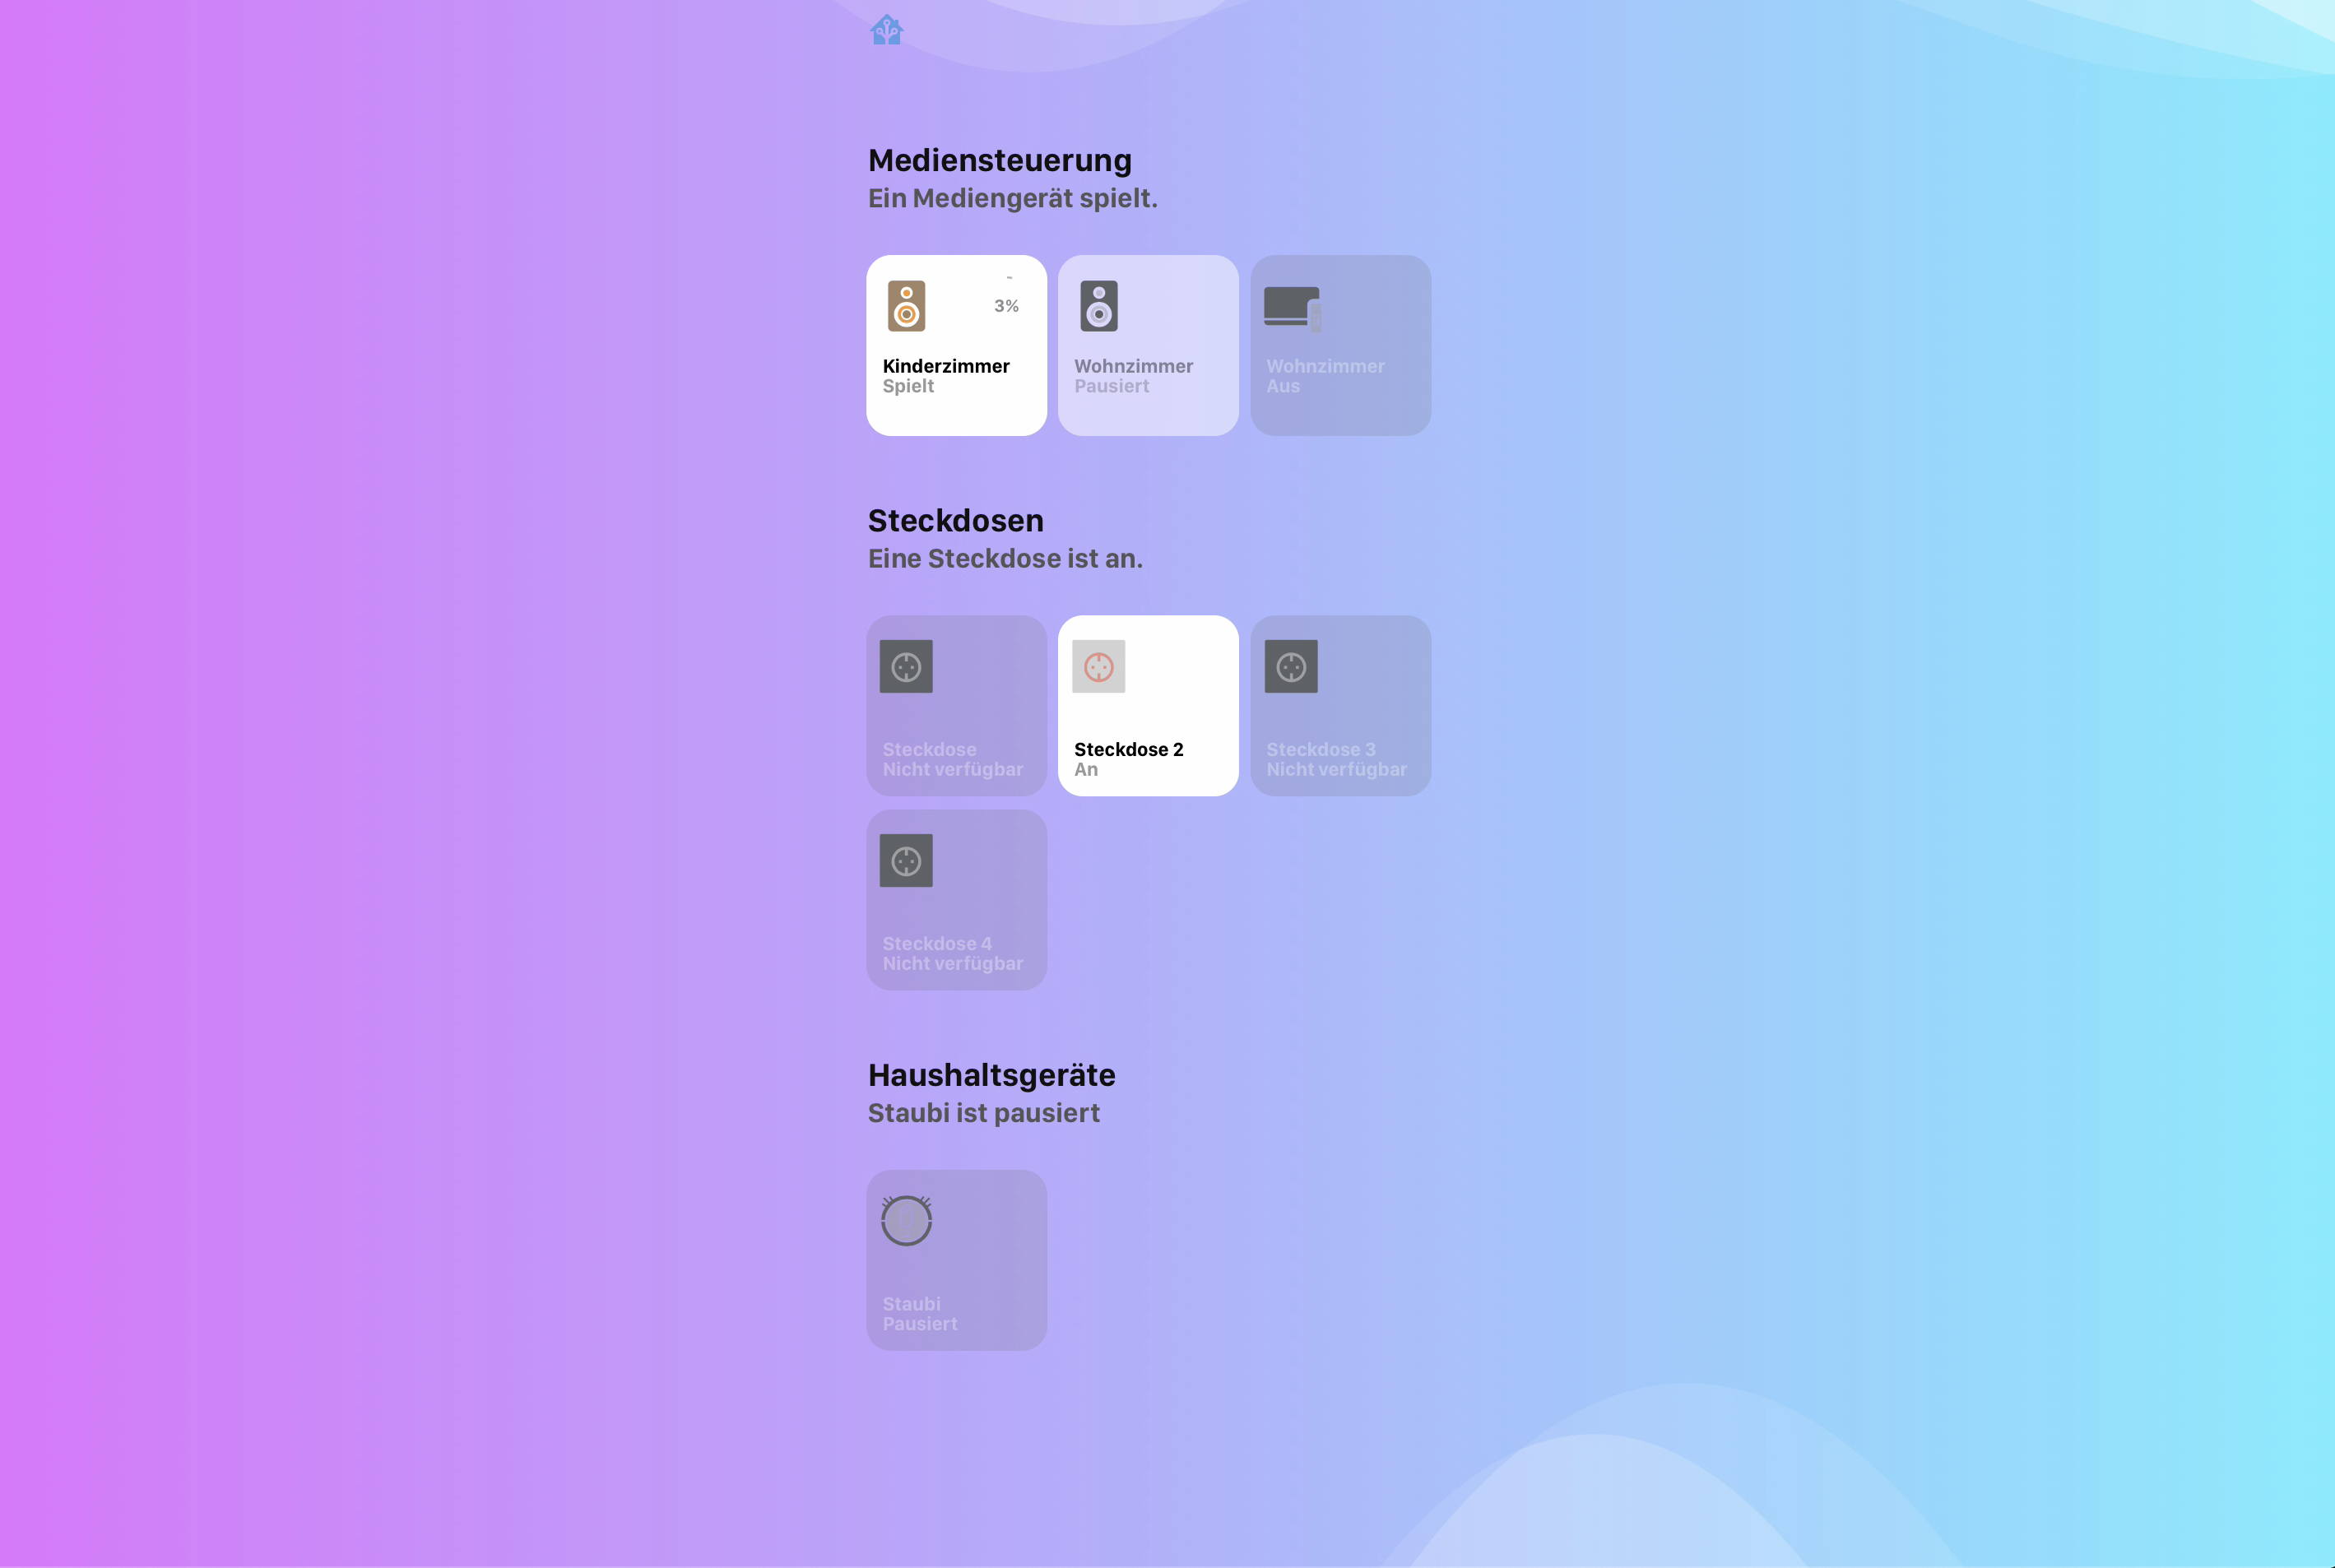 Mediensteuerung
Ein Mediengerät spielt.
-
3%
Kinderzimmer
Spielt
Wohnzimmer
Pausiert
Wohnzimmer
Aus
Steckdosen
Eine Steckdose ist an.
Steckdose
Nicht verfügbar
Steckdose 2
An
Steckdose 3
Nicht verfügbar
Steckdose 4
Nicht verfügbar
Haushaltsgeräte
Staubi ist pausiert
Staubi
Pausiert